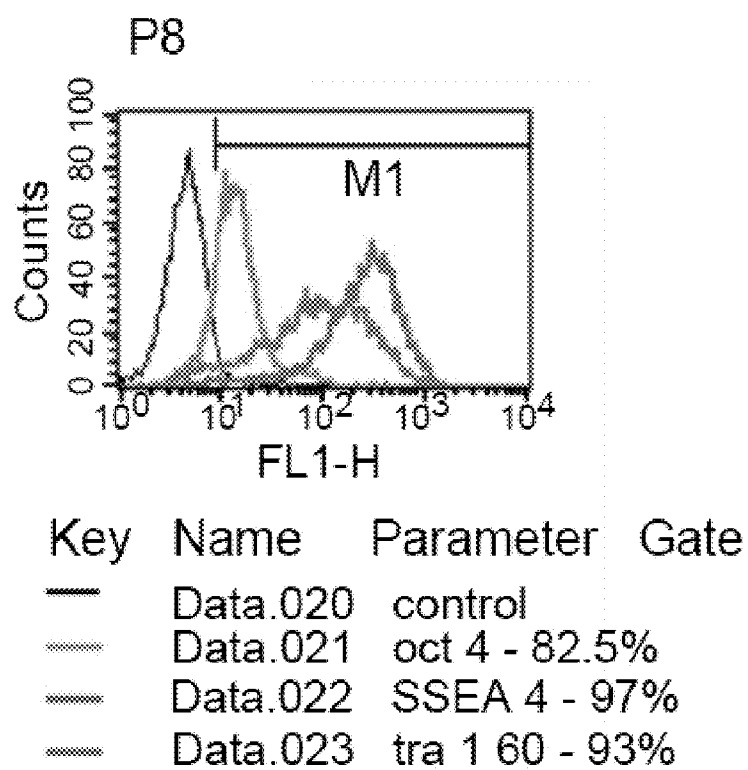 P8
100
80
60
40
20
0
Counts
M1
10^0 10^1 10^2 10^3 10^4
FL1-H
Key Name Parameter Gate
Data.020 control
Data.021 oct 4 - 82.5%
Data.022 SSEA 4 - 97%
Data.023 tra 1 60 - 93%